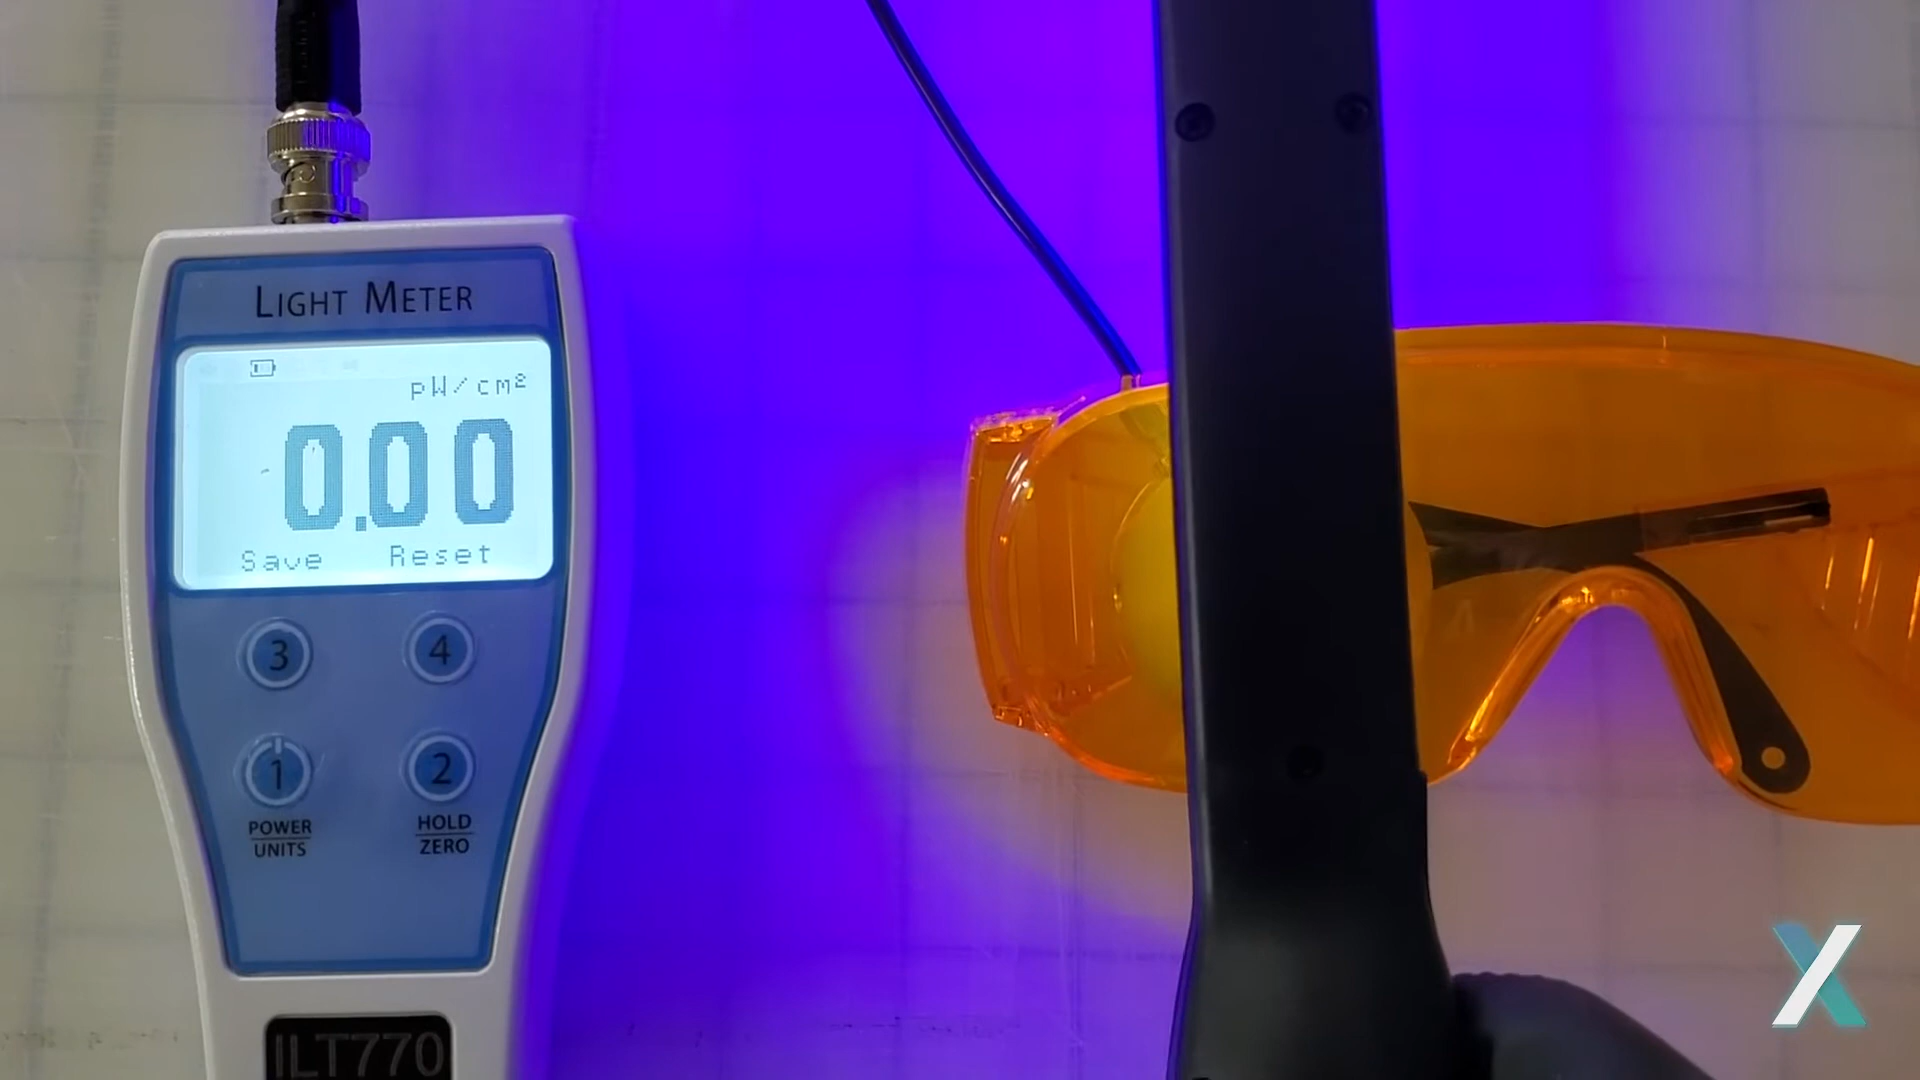 LIGHT METER
pW/cm²
0.00
Save Reset
3 4
1 2
POWER HOLD
UNITS ZERO
ILT770
X